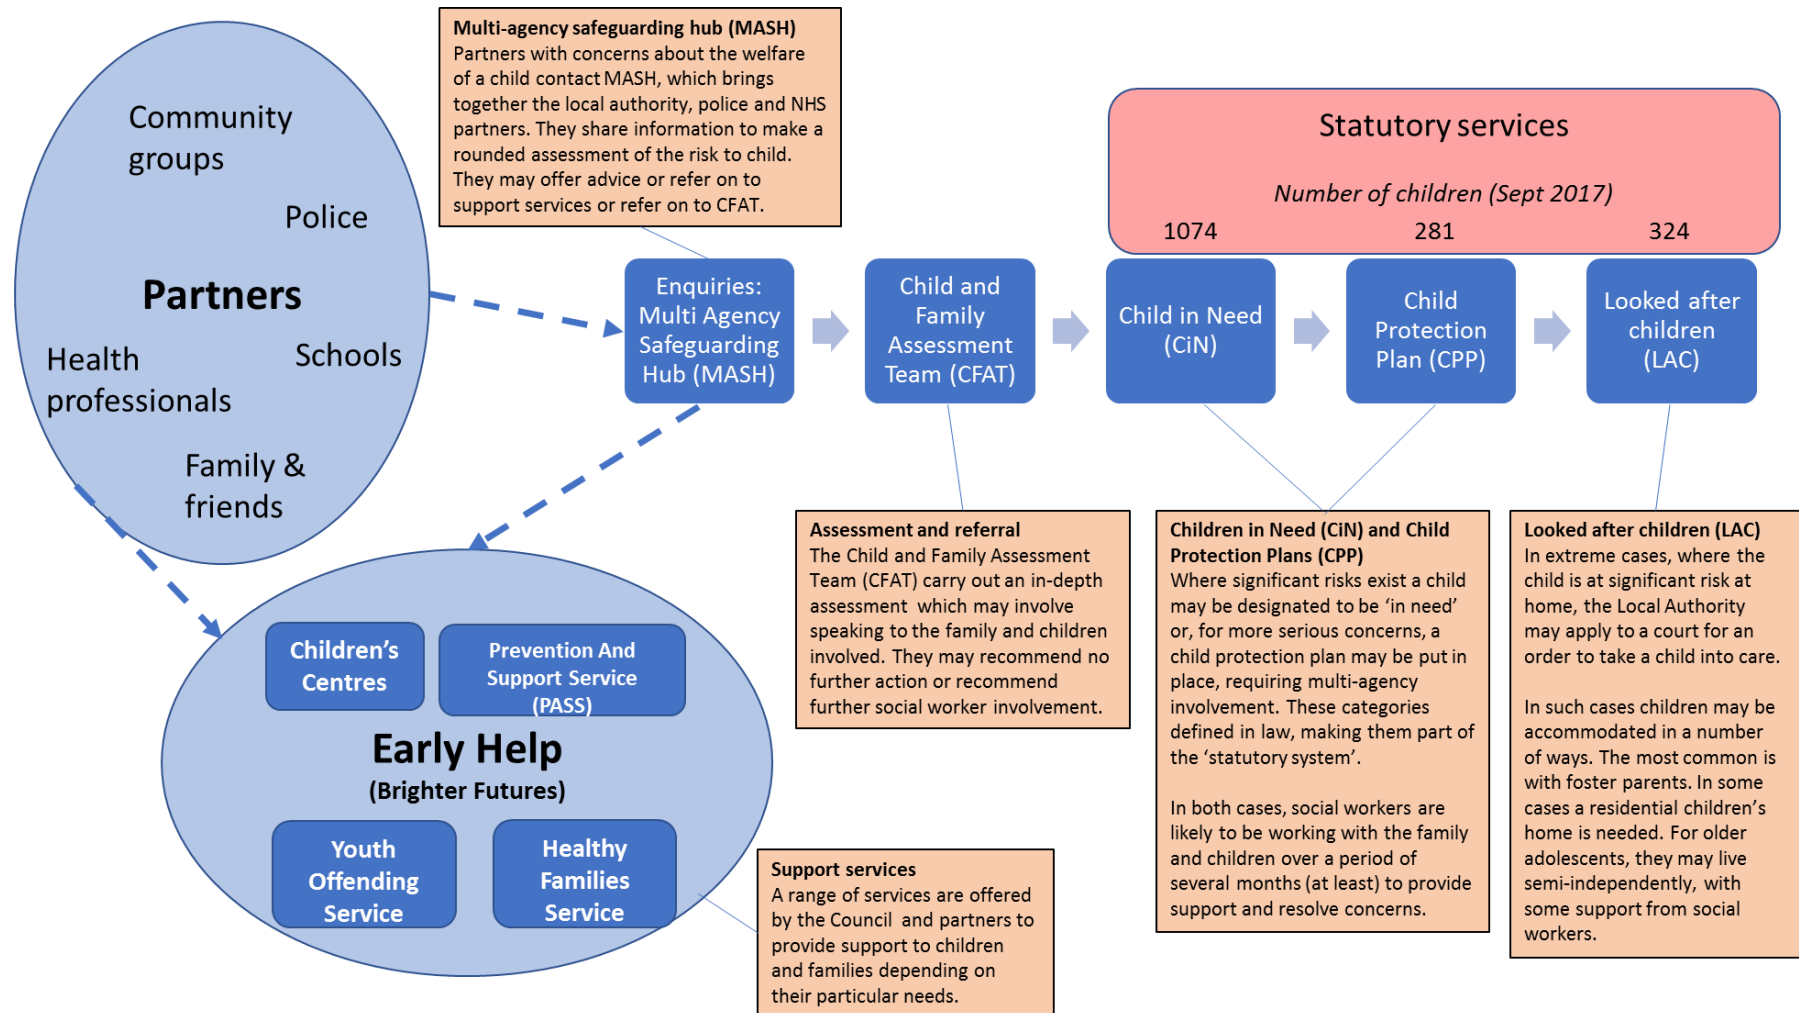 Community
groups
Police
Partners
Schools
Health
professionals
Family &
friends
Multi-agency safeguarding hub (MASH)
Partners with concerns about the welfare
of a child contact MASH, which brings
together the local authority, police and NHS
partners. They share information to make a
rounded assessment of the risk to child.
They may offer advice or refer on to
support services or refer on to CFAT.
Statutory services
Number of children (Sept 2017)
1074
281
324
Enquiries:
Multi Agency
Safeguarding
Hub (MASH)
Child and
Family
Assessment
Team (CFAT)
Child in Need
(CiN)
Child
Protection
Plan (CPP)
Looked after
children
(LAC)
Assessment and referral
The Child and Family Assessment
Team (CFAT) carry out an in-depth
assessment which may involve
speaking to the family and children
involved. They may recommend no
further action or recommend
further social worker involvement.
Children in Need (CiN) and Child
Protection Plans (CPP)
Where significant risks exist a child
may be designated to be ‘in need’
or, for more serious concerns, a
child protection plan may be put in
place, requiring multi-agency
involvement. These categories
defined in law, making them part of
the ‘statutory system’.
In both cases, social workers are
likely to be working with the family
and children over a period of
several months (at least) to provide
support and resolve concerns.
Looked after children (LAC)
In extreme cases, where the
child is at significant risk at
home, the Local Authority
may apply to a court for an
order to take a child into care.
In such cases children may be
accommodated in a number
of ways. The most common is
with foster parents. In some
cases a residential children’s
home is needed. For older
adolescents, they may live
semi-independently, with
some support from social
workers.
Children’s
Centres
Prevention And
Support Service
(PASS)
Early Help
(Brighter Futures)
Youth
Offending
Service
Healthy
Families
Service
Support services
A range of services are offered
by the Council and partners to
provide support to children
and families depending on
their particular needs.